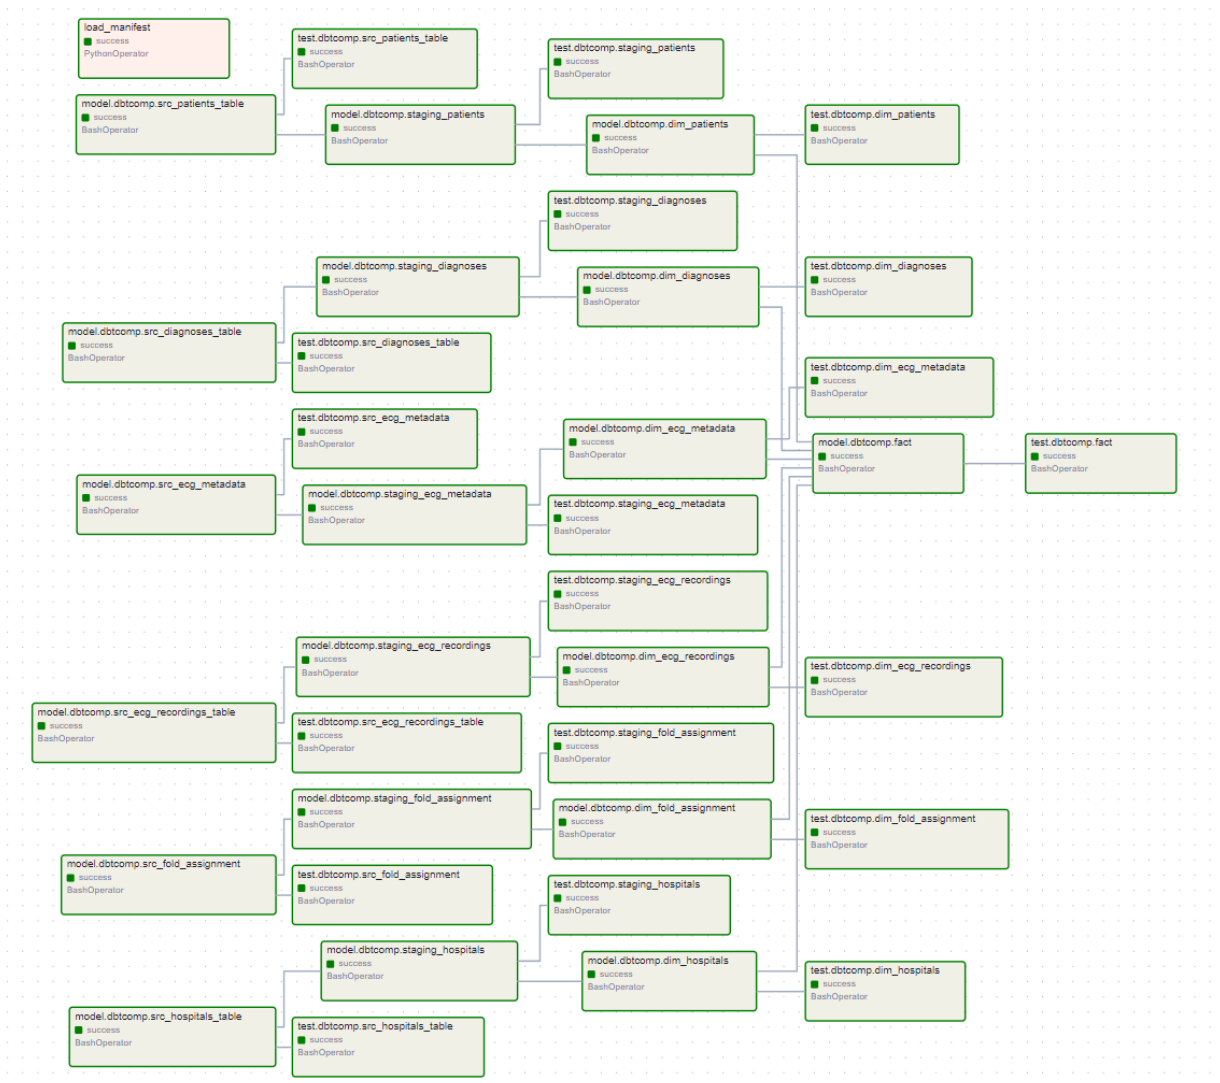 load_manifest
success
PythonOperator
test.dbtcomp.src_patients_table
success
BashOperator
test.dbtcomp.staging_patients
success
BashOperator
model.dbtcomp.src_patients_table
success
BashOperator
model.dbtcomp.staging_patients
success
BashOperator
model.dbtcomp.dim_patients
success
BashOperator
test.dbtcomp.dim_patients
success
BashOperator
test.dbtcomp.staging_diagnoses
success
BashOperator
model.dbtcomp.staging_diagnoses
success
BashOperator
model.dbtcomp.dim_diagnoses
success
BashOperator
test.dbtcomp.dim_diagnoses
success
BashOperator
model.dbtcomp.src_diagnoses_table
success
BashOperator
test.dbtcomp.src_diagnoses_table
success
BashOperator
test.dbtcomp.dim_ecg_metadata
success
BashOperator
test.dbtcomp.src_ecg_metadata
success
BashOperator
model.dbtcomp.dim_ecg_metadata
success
BashOperator
model.dbtcomp.fact
success
BashOperator
test.dbtcomp.fact
success
BashOperator
model.dbtcomp.src_ecg_metadata
success
BashOperator
model.dbtcomp.staging_ecg_metadata
success
BashOperator
test.dbtcomp.staging_ecg_metadata
success
BashOperator
test.dbtcomp.staging_ecg_recordings
success
BashOperator
model.dbtcomp.staging_ecg_recordings
success
BashOperator
model.dbtcomp.dim_ecg_recordings
success
BashOperator
test.dbtcomp.dim_ecg_recordings
success
BashOperator
model.dbtcomp.src_ecg_recordings_table
success
BashOperator
test.dbtcomp.src_ecg_recordings_table
success
BashOperator
test.dbtcomp.staging_fold_assignment
success
BashOperator
model.dbtcomp.staging_fold_assignment
success
BashOperator
model.dbtcomp.dim_fold_assignment
success
BashOperator
test.dbtcomp.dim_fold_assignment
success
BashOperator
model.dbtcomp.src_fold_assignment
success
BashOperator
test.dbtcomp.src_fold_assignment
success
BashOperator
test.dbtcomp.staging_hospitals
success
BashOperator
model.dbtcomp.staging_hospitals
success
BashOperator
model.dbtcomp.dim_hospitals
success
BashOperator
test.dbtcomp.dim_hospitals
success
BashOperator
model.dbtcomp.src_hospitals_table
success
BashOperator
test.dbtcomp.src_hospitals_table
success
BashOperator